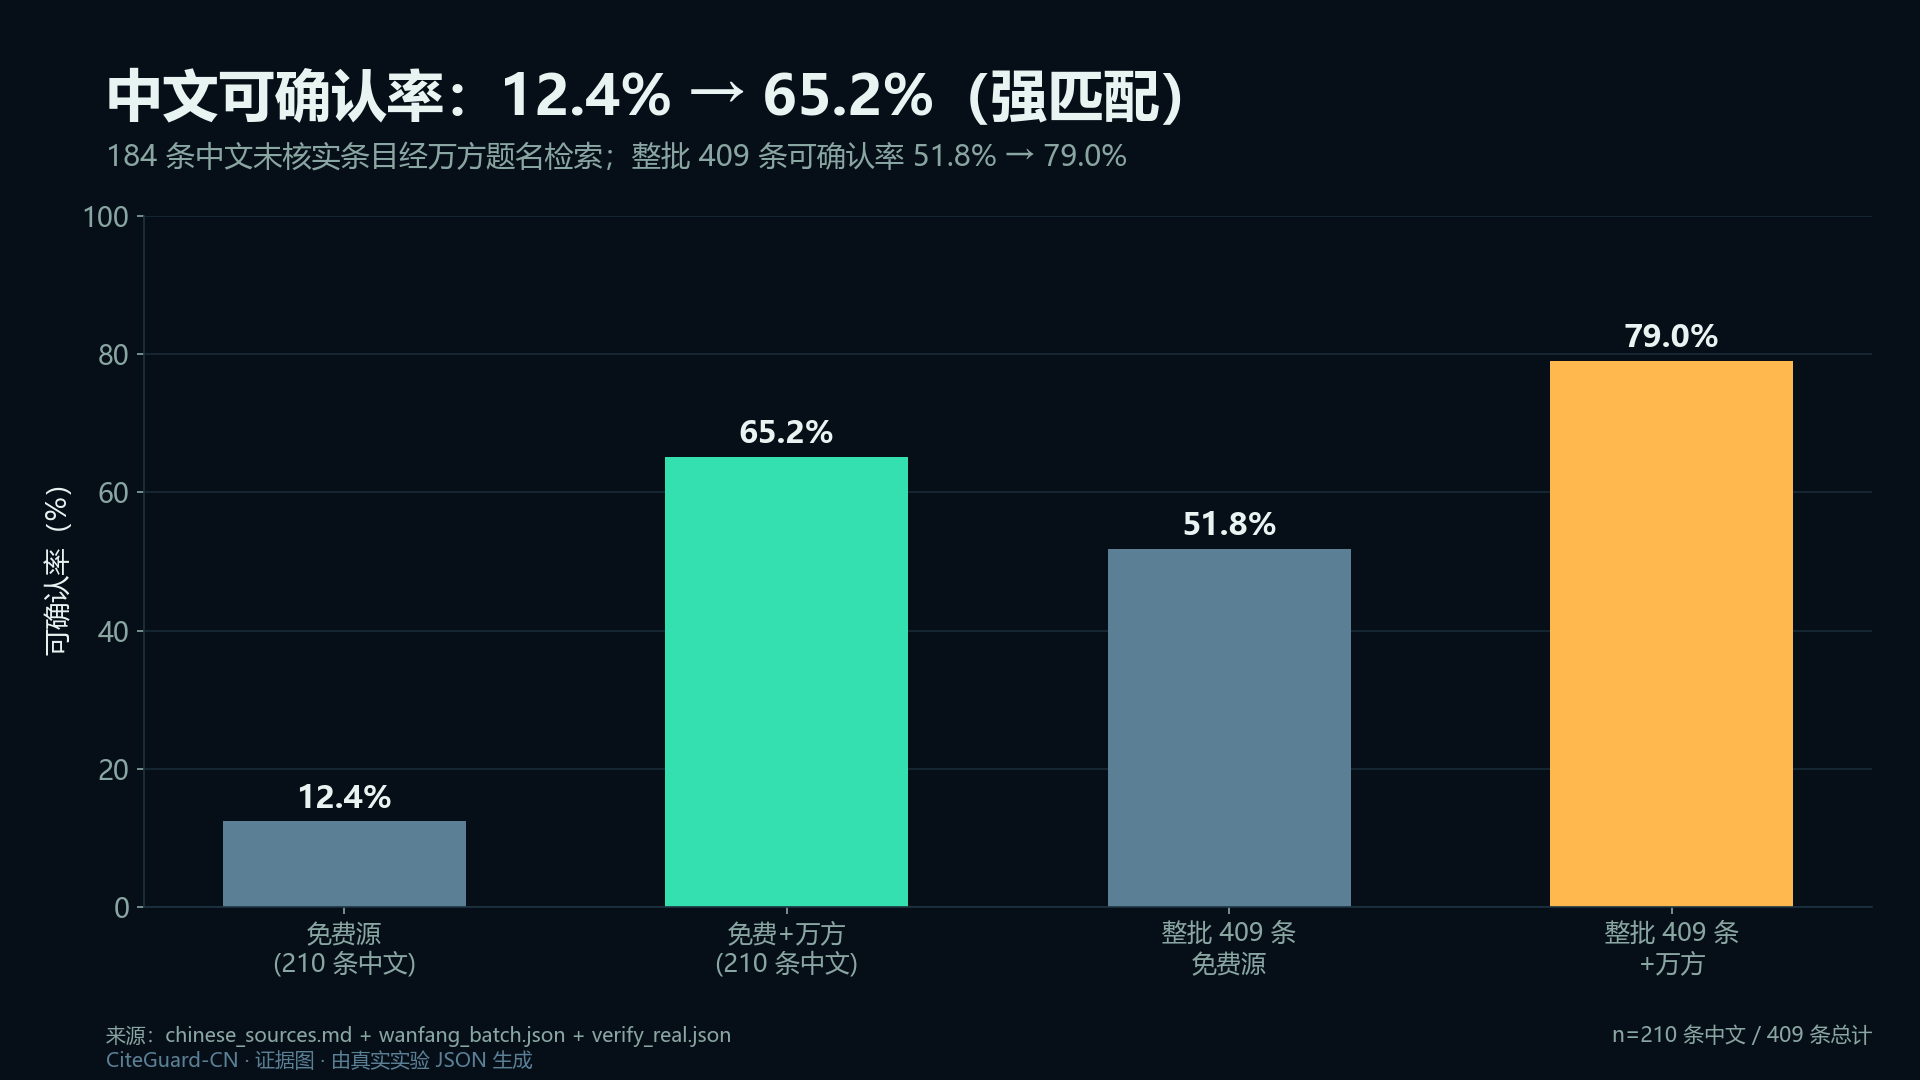 中文可确认率：12.4% → 65.2%（强匹配）
184 条中文未核实条目经万方题名检索；整批 409 条可确认率 51.8% → 79.0%
可确认率（%）
100
80
60
40
20
0
12.4%
65.2%
51.8%
79.0%
免费源
(210 条中文)
免费+万方
(210 条中文)
整批 409 条
免费源
整批 409 条
+万方
来源：chinese_sources.md + wanfang_batch.json + verify_real.json
n=210 条中文 / 409 条总计
CiteGuard-CN · 证据图 · 由真实实验 JSON 生成